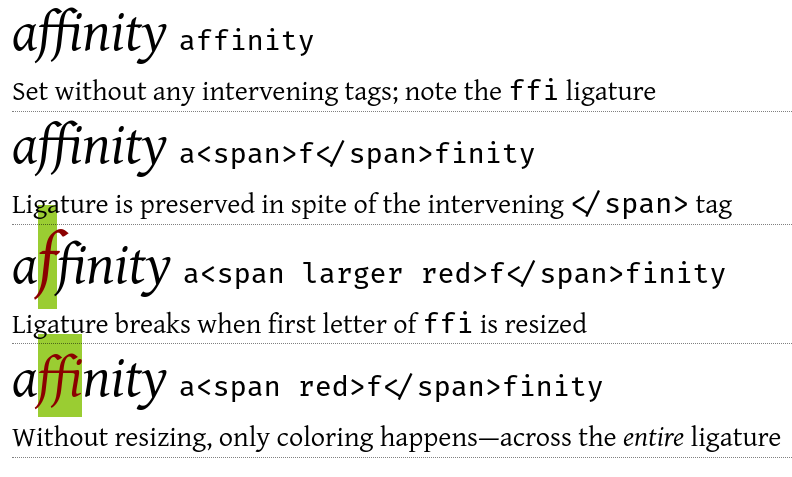 affinity affinity
Set without any intervening tags; note the ffi ligature
affinity a<span>f</span>finity
Ligature is preserved in spite of the intervening </span> tag
affinity a<span larger red>f</span>finity
Ligature breaks when first letter of ffi is resized
affinity a<span red>f</span>finity
Without resizing, only coloring happens—across the entire ligature